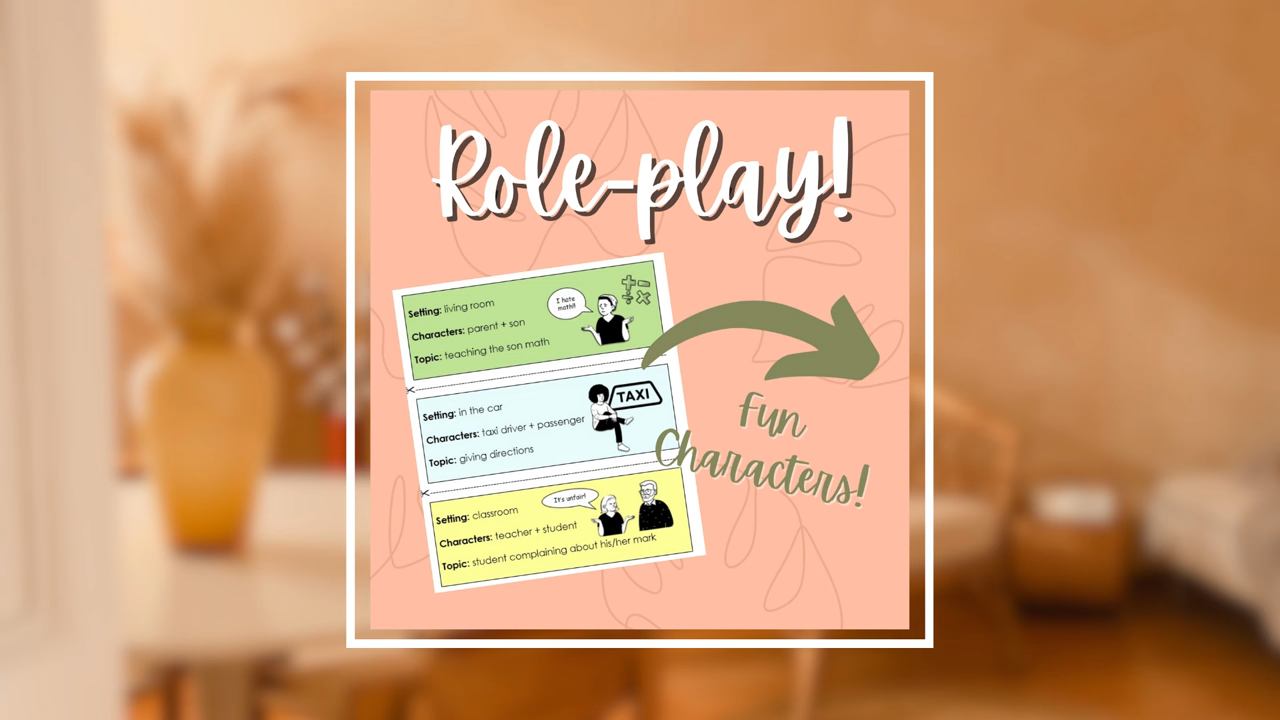 Role-play!
Setting: living room
Characters: parent + son
Topic: teaching the son math
I hate
math!!
Setting: in the car
Characters: taxi driver + passenger
Topic: giving directions
TAXI
Setting: classroom
Characters: teacher + student
Topic: student complaining about his/her mark
It's unfair!
Fun
Characters!